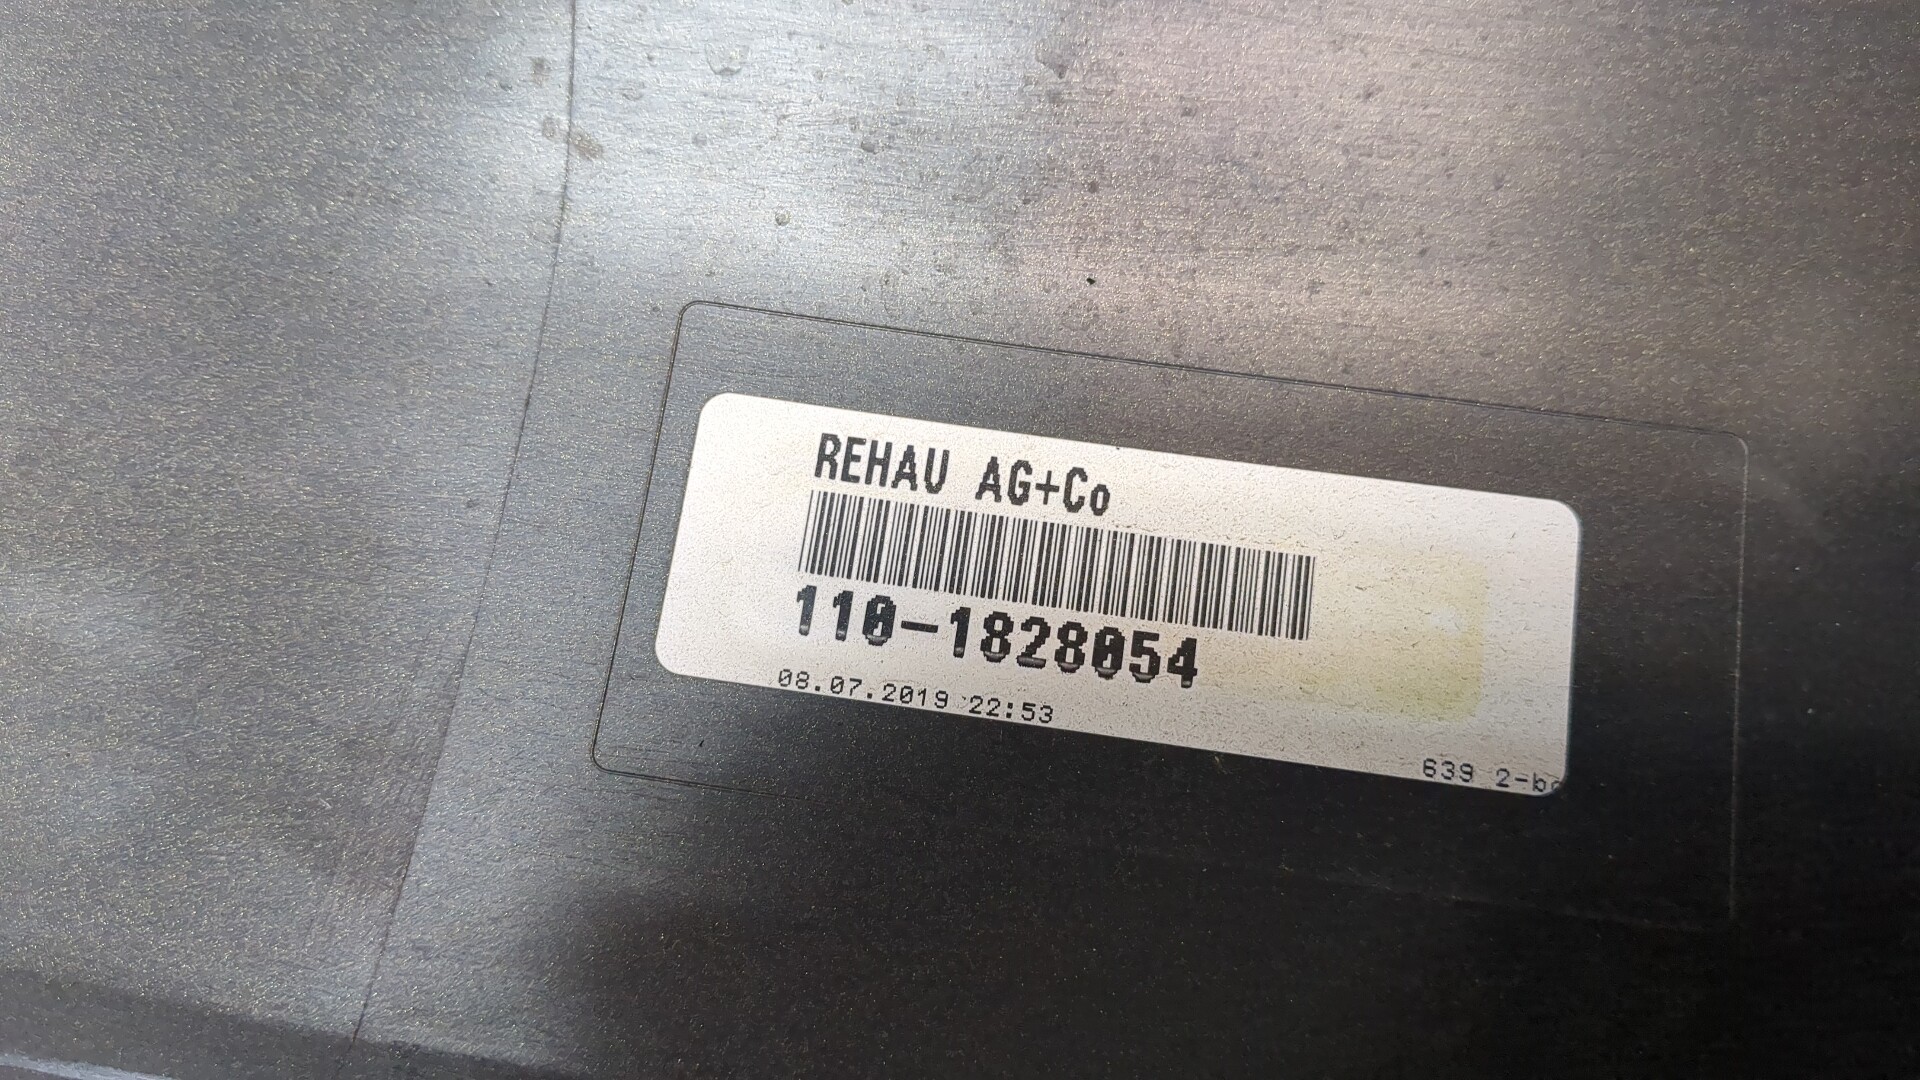 REHAU AG+Co
110-1828054
08.07.2019 22:53
639 2-